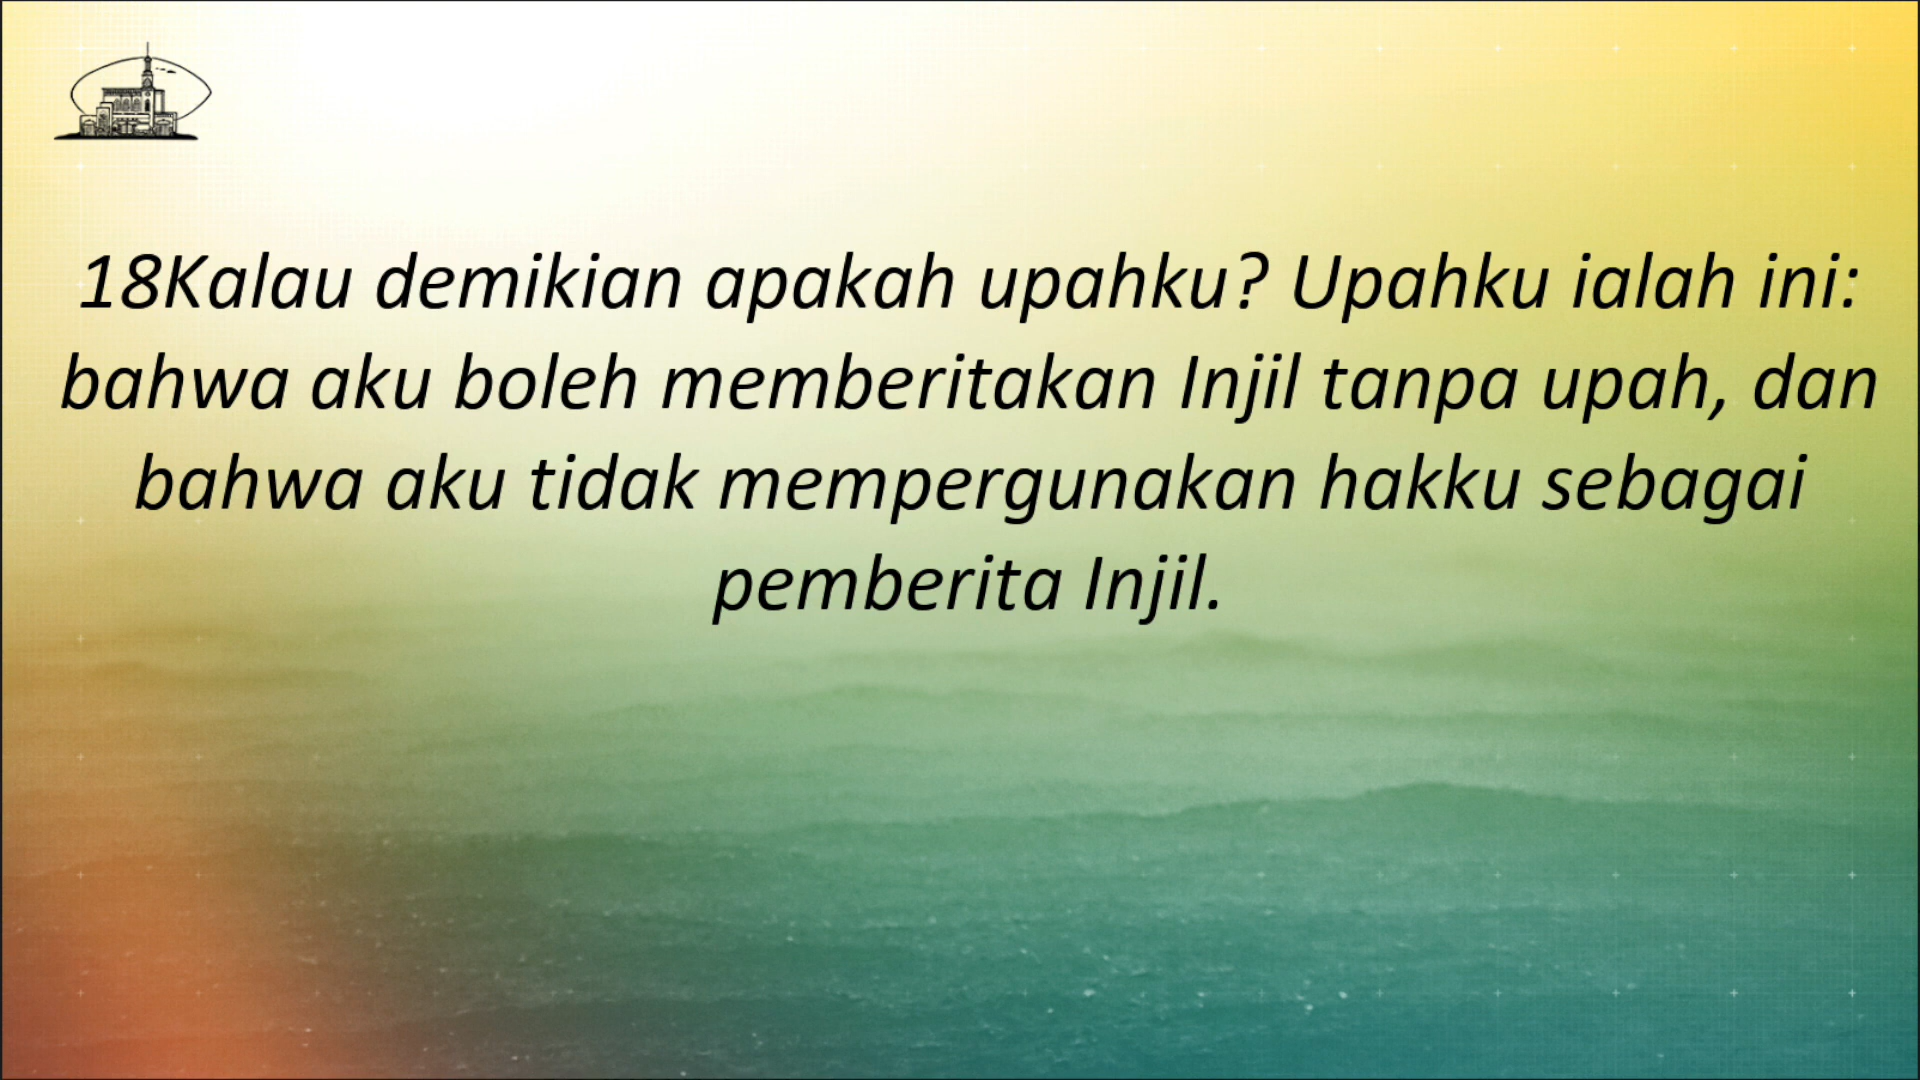 18Kalau demikian apakah upahku? Upahku ialah ini:
bahwa aku boleh memberitakan Injil tanpa upah, dan
bahwa aku tidak mempergunakan hakku sebagai
pemberita Injil.